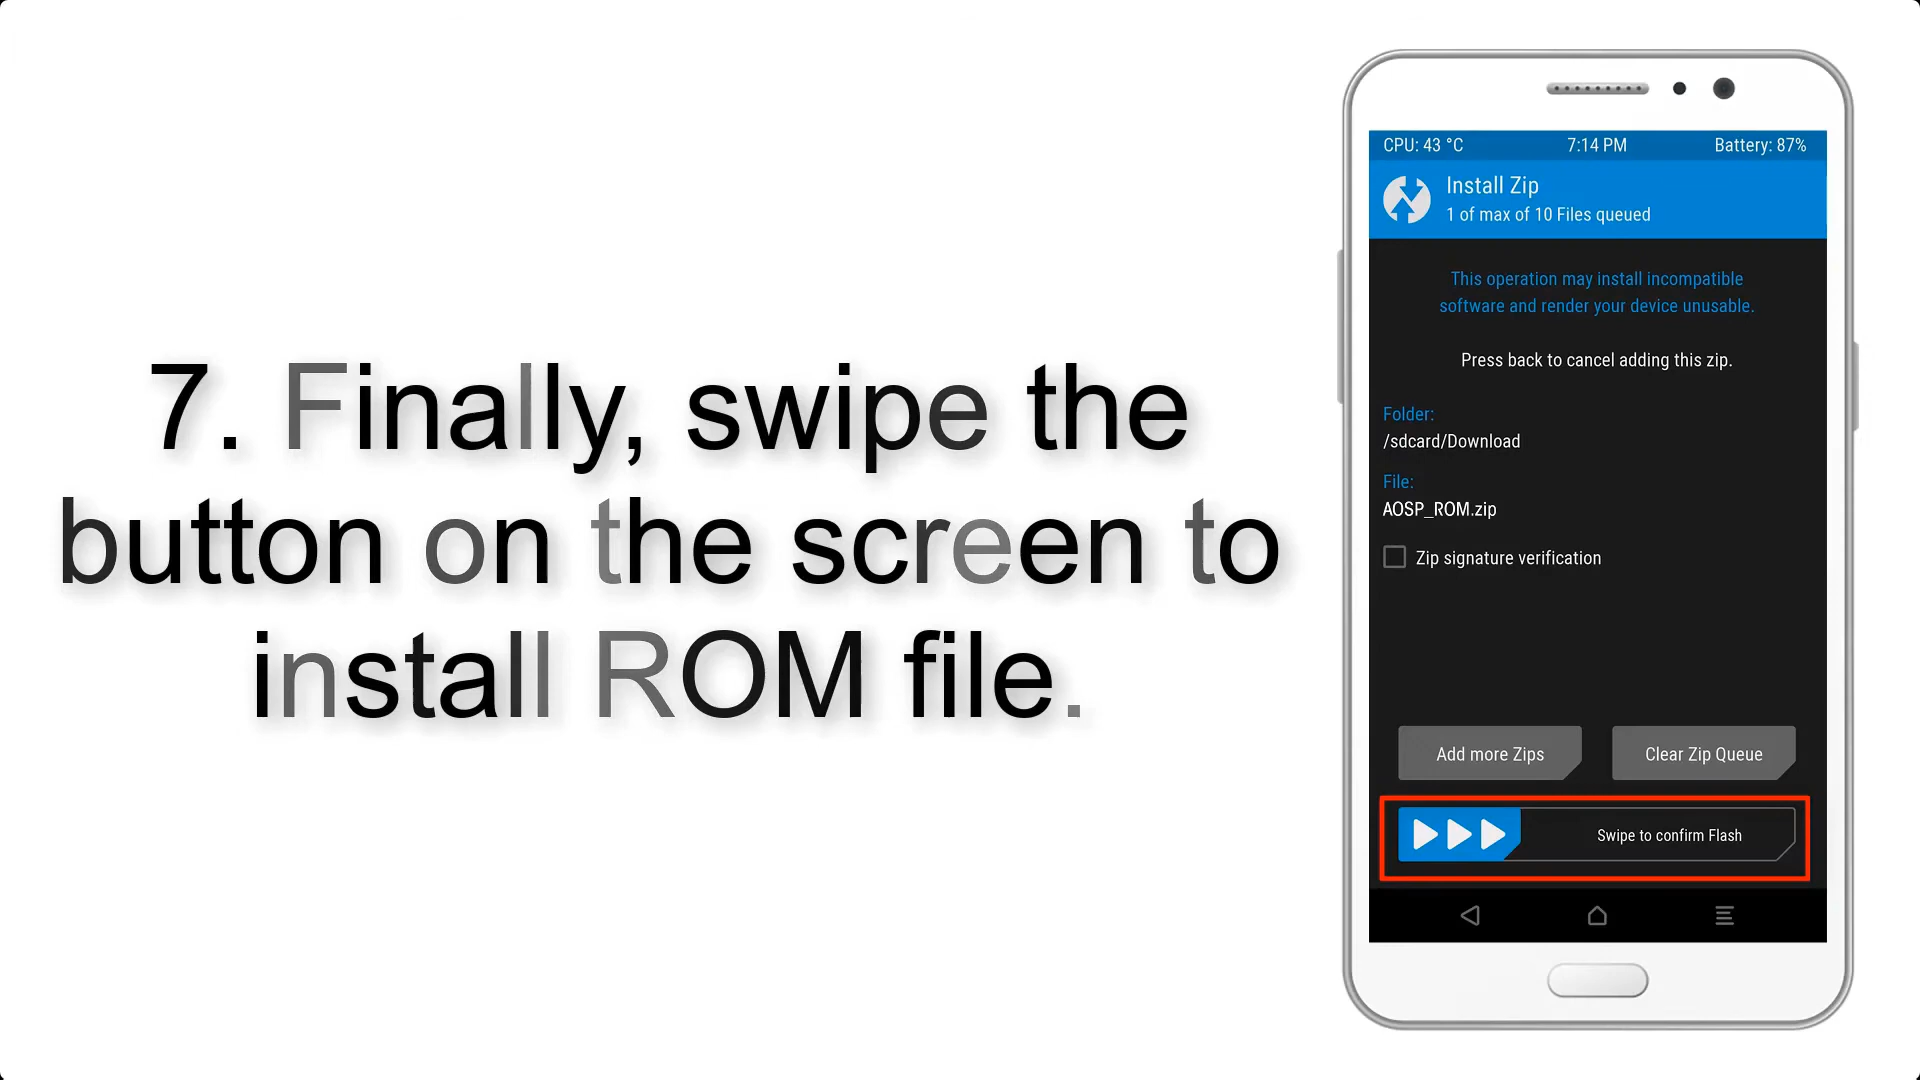 7. Finally, swipe the
button on the screen to
install ROM file.
CPU: 43 °C 7:14 PM Battery: 87%
Install Zip
1 of max of 10 Files queued
This operation may install incompatible
software and render your device unusable.
Press back to cancel adding this zip.
Folder:
/sdcard/Download
File:
AOSP_ROM.zip
Zip signature verification
Add more Zips Clear Zip Queue
Swipe to confirm Flash